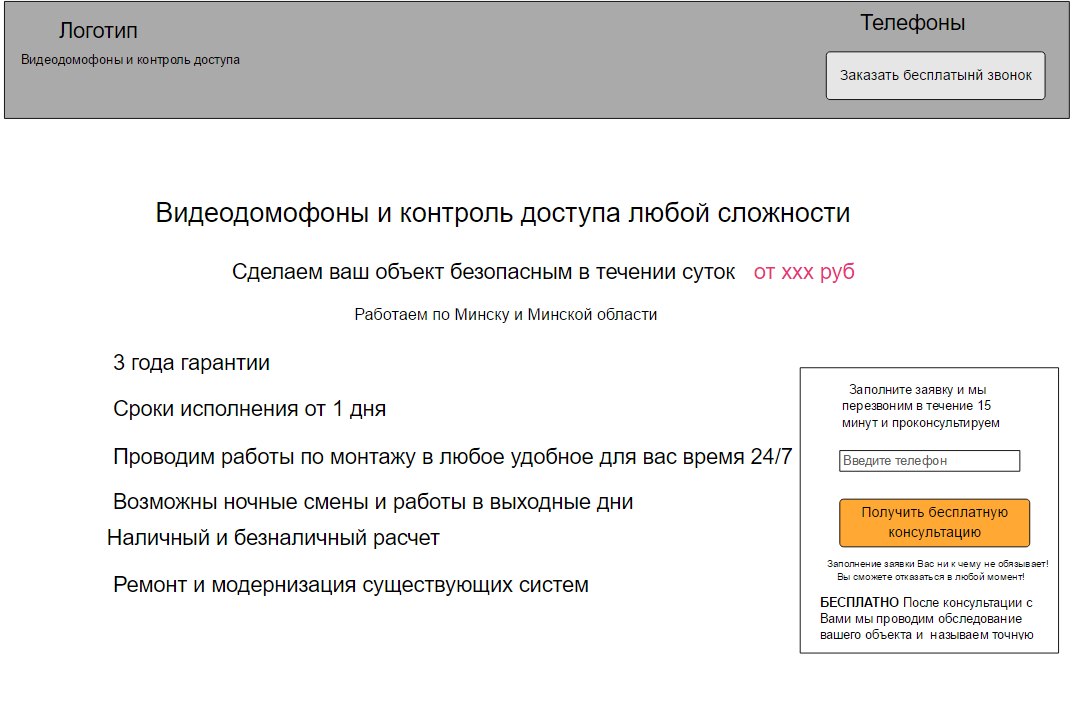 Логотип
Видеодомофоны и контроль доступа
Телефоны
Заказать бесплатынй звонок
Видеодомофоны и контроль доступа любой сложности
Сделаем ваш объект безопасным в течении суток от xxx руб
Работаем по Минску и Минской области
3 года гарантии
Сроки исполнения от 1 дня
Проводим работы по монтажу в любое удобное для вас время 24/7
Возможны ночные смены и работы в выходные дни
Наличный и безналичный расчет
Ремонт и модернизация существующих систем
Заполните заявку и мы
перезвоним в течение 15
минут и проконсультируем
Введите телефон
Получить бесплатную
консультацию
Заполнение заявки Вас ни к чему не обязывает!
Вы сможете отказаться в любой момент!
БЕСПЛАТНО После консультации с
Вами мы проводим обследование
вашего объекта и называем точную